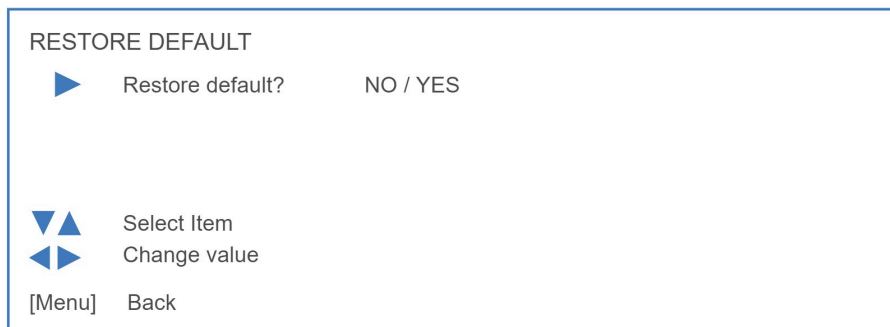 RESTORE DEFAULT
Restore default? NO / YES
Select Item
Change value
[Menu] Back